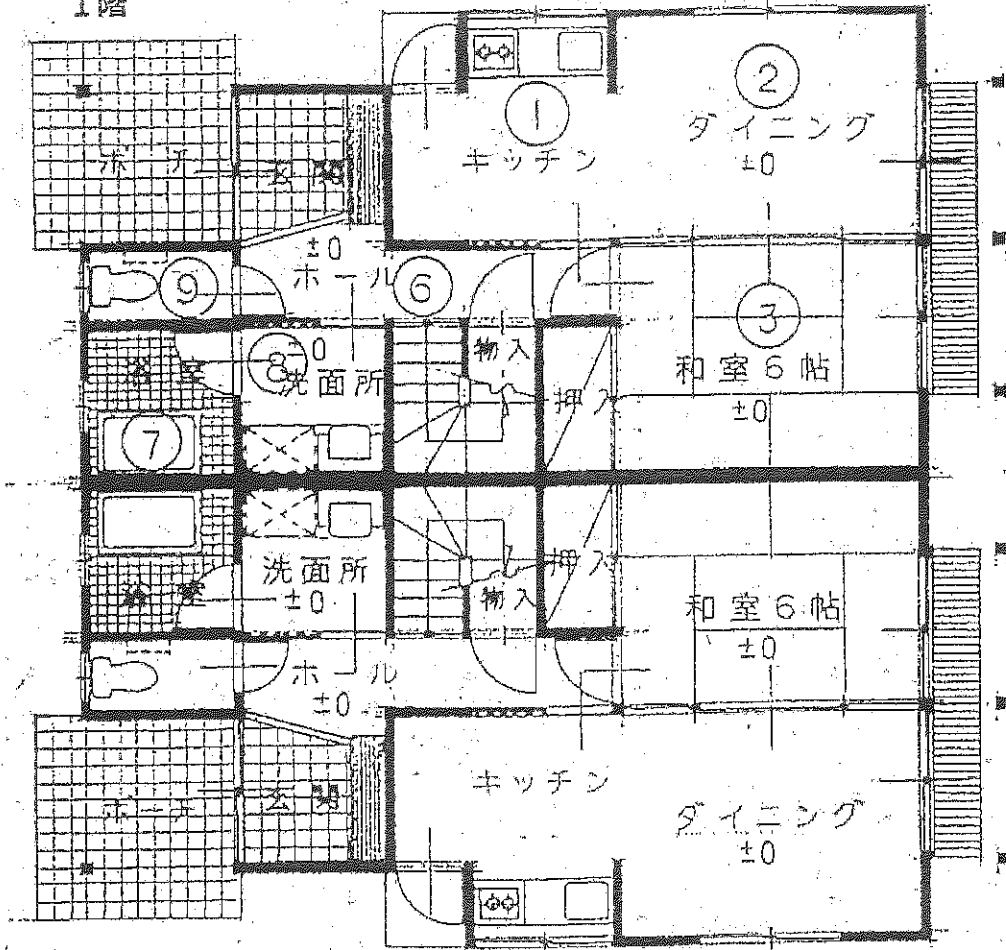 1階
①
②
ダイニング
±0
キッチン
ポーチ
玄関
±0
ホール
⑥
⑨
③
和室6帖
±0
物入
押入
±0
⑧
洗面所
浴室
⑦
洗面所
±0
浴室
物入
押入
和室6帖
±0
ホール
±0
キッチン
ダイニング
±0
ポーチ
玄関